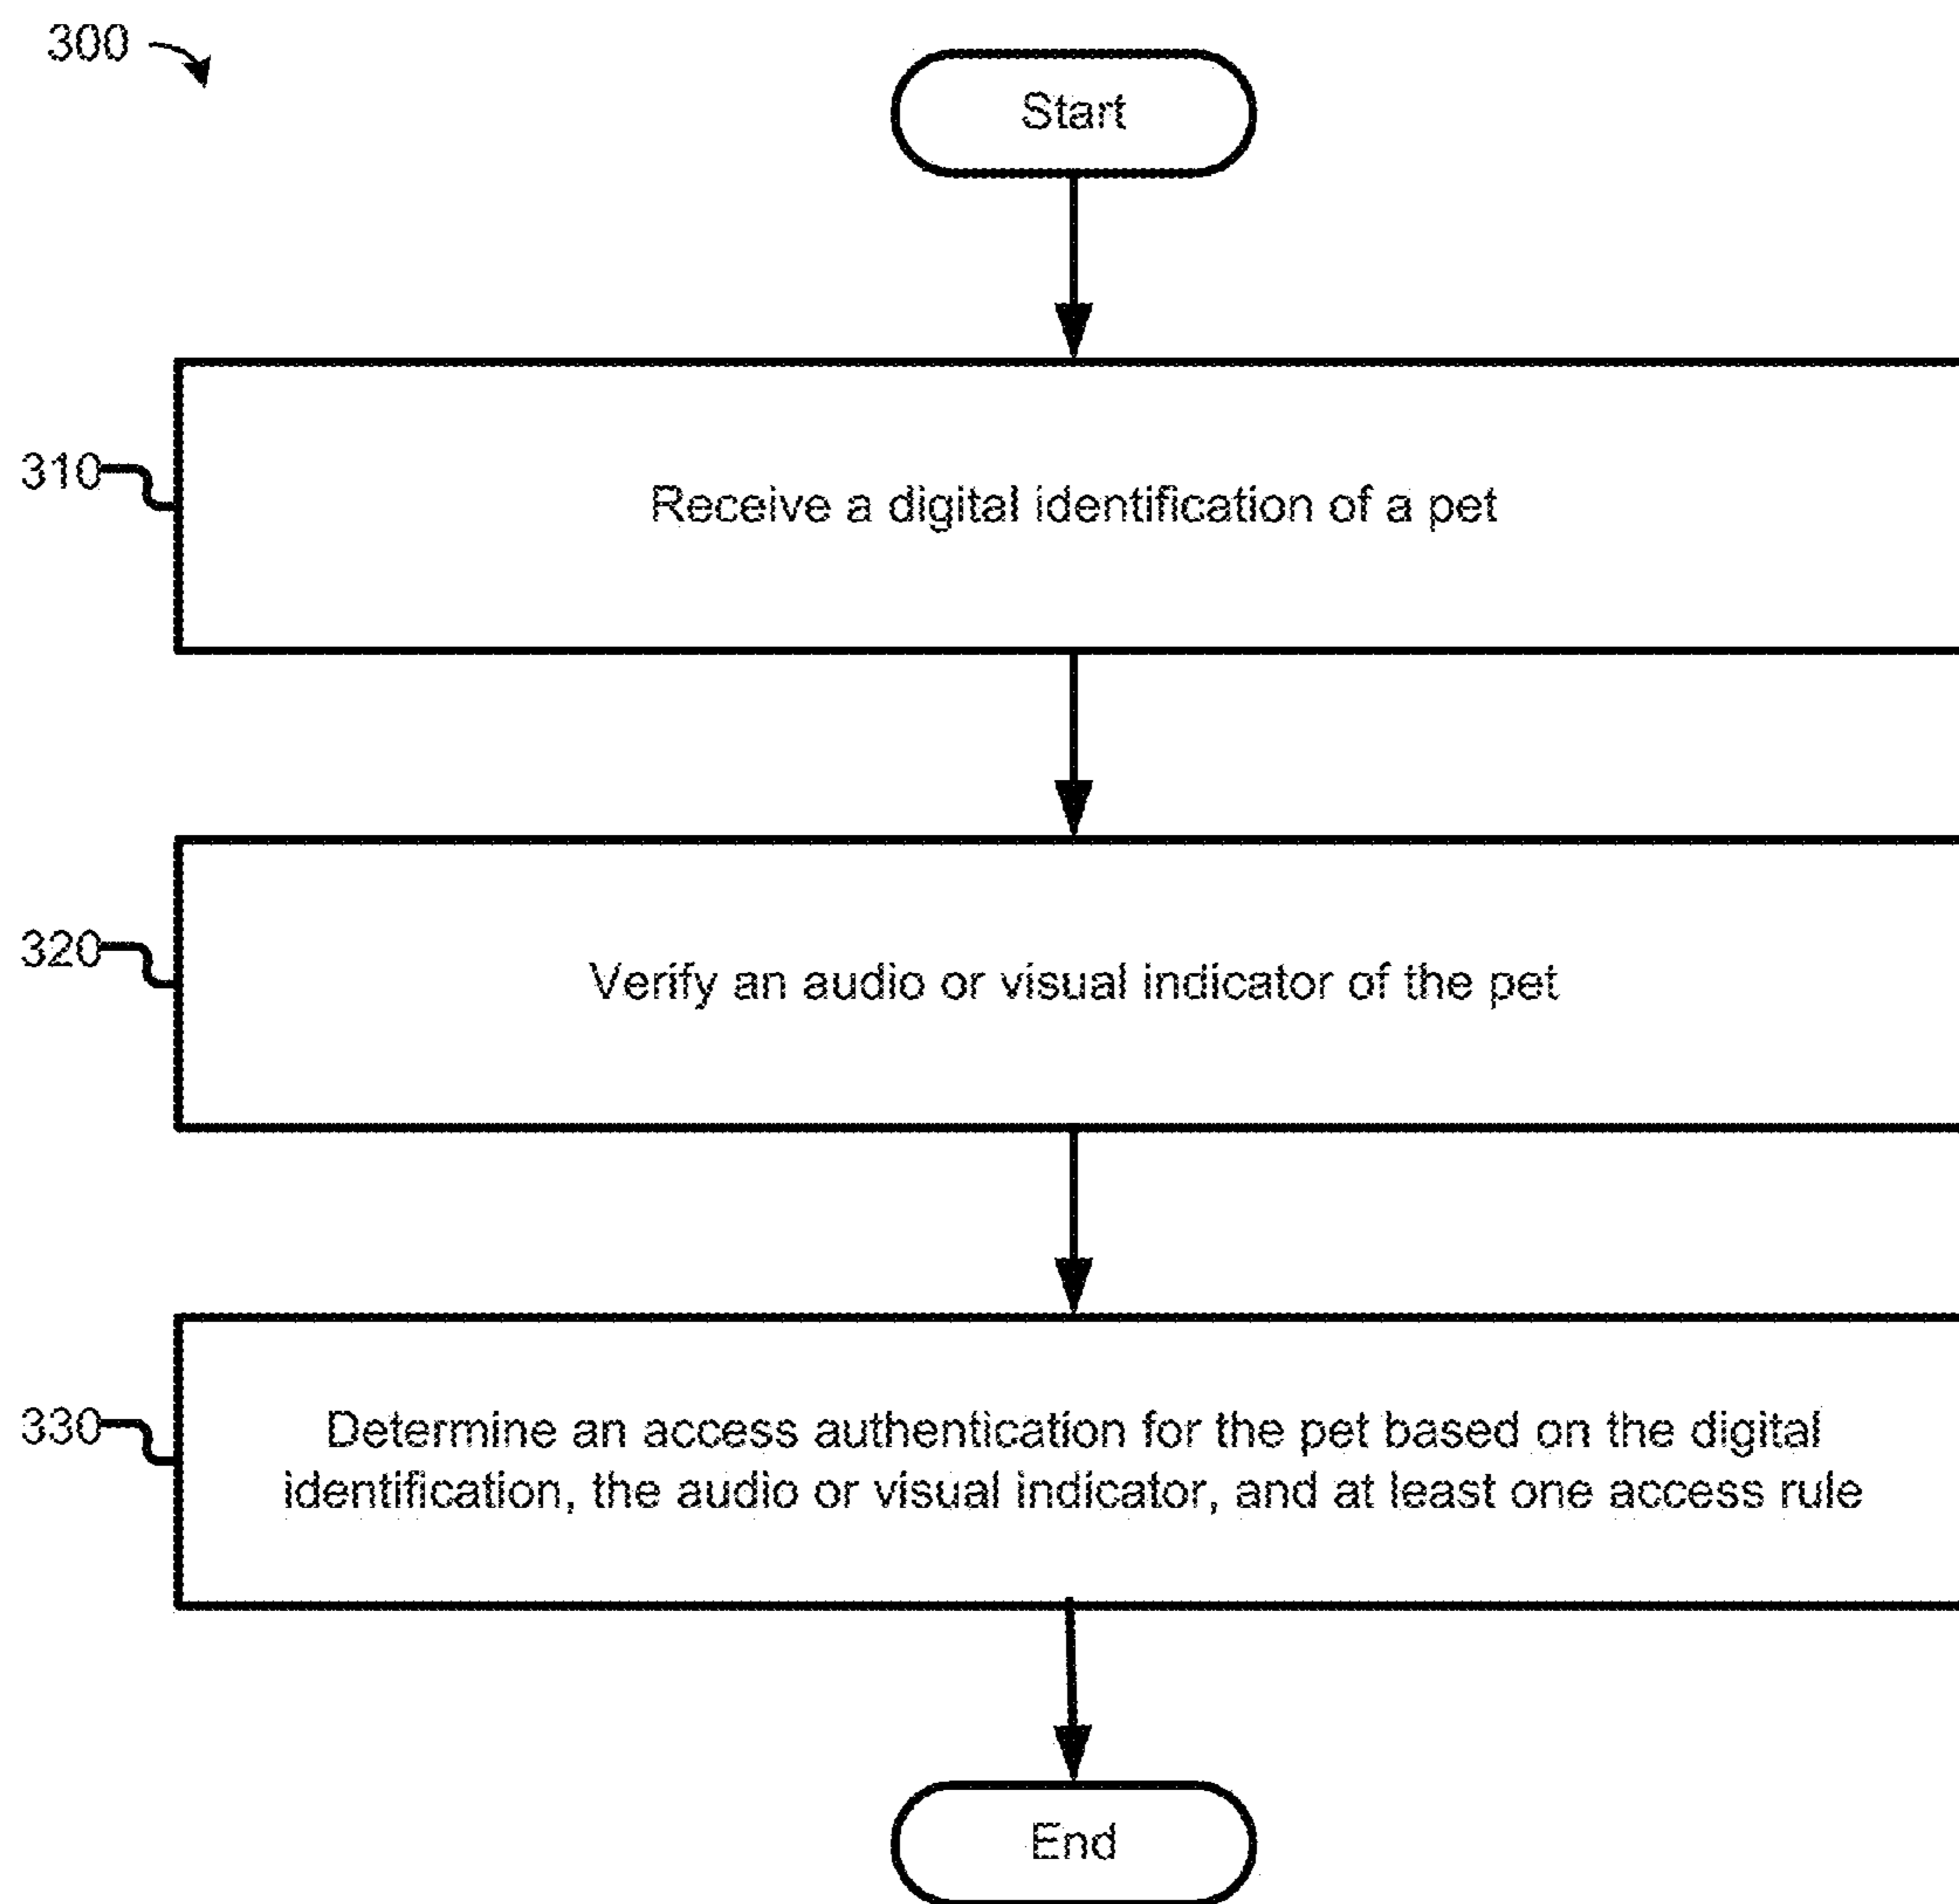 300
Start
310
Receive a digital identification of a pet
320
Verify an audio or visual indicator of the pet
330
Determine an access authentication for the pet based on the digital
identification, the audio or visual indicator, and at least one access rule
End